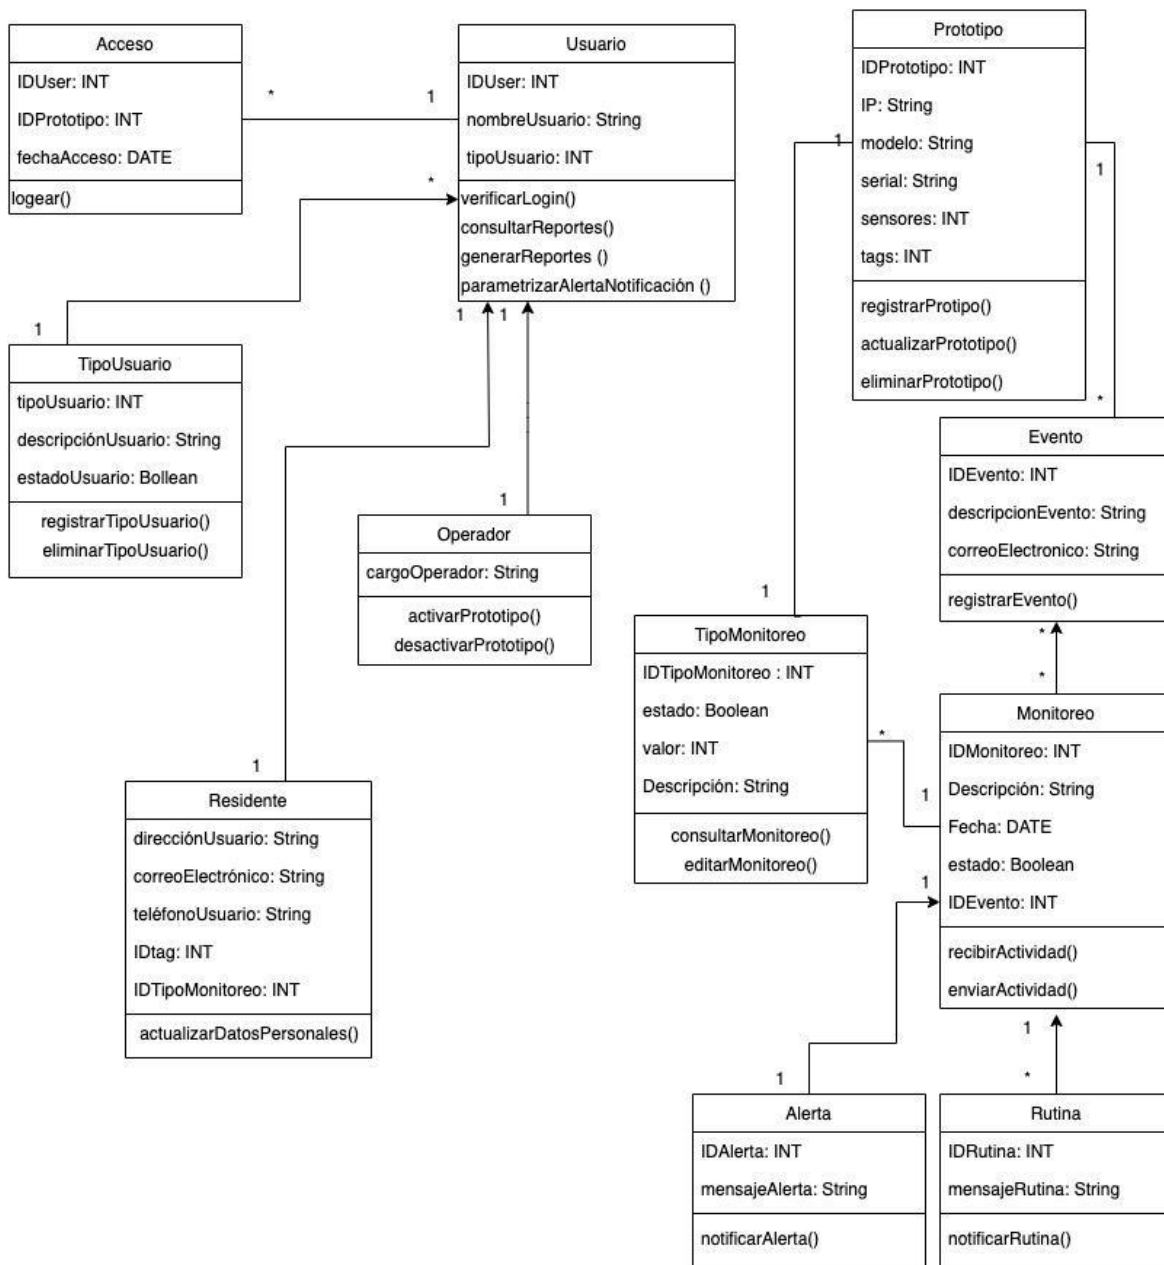 Acceso
IDUser: INT
IDPrototipo: INT
fechaAcceso: DATE
logear()
*
1
Usuario
IDUser: INT
nombreUsuario: String
tipoUsuario: INT
verificarLogin()
consultarReportes()
generarReportes ()
parametrizarAlertaNotificación ()
*
1
1
1
TipoUsuario
tipoUsuario: INT
descripciónUsuario: String
estadoUsuario: Bollean
registrarTipoUsuario()
eliminarTipoUsuario()
1
Operador
cargoOperador: String
activarPrototipo()
desactivarPrototipo()
1
Residente
direcciónUsuario: String
correoElectrónico: String
teléfonoUsuario: String
IDtag: INT
IDTipoMonitoreo: INT
actualizarDatosPersonales()
Prototipo
IDPrototipo: INT
IP: String
modelo: String
serial: String
sensores: INT
tags: INT
registrarProtipo()
actualizarPrototipo()
eliminarPrototipo()
1
1
*
Evento
IDEvento: INT
descripcionEvento: String
correoElectronico: String
registrarEvento()
*
*
1
TipoMonitoreo
IDTipoMonitoreo : INT
estado: Boolean
valor: INT
Descripción: String
consultarMonitoreo()
editarMonitoreo()
*
1
1
Monitoreo
IDMonitoreo: INT
Descripción: String
Fecha: DATE
estado: Boolean
IDEvento: INT
recibirActividad()
enviarActividad()
1
*
1
Alerta
IDAlerta: INT
mensajeAlerta: String
notificarAlerta()
Rutina
IDRutina: INT
mensajeRutina: String
notificarRutina()